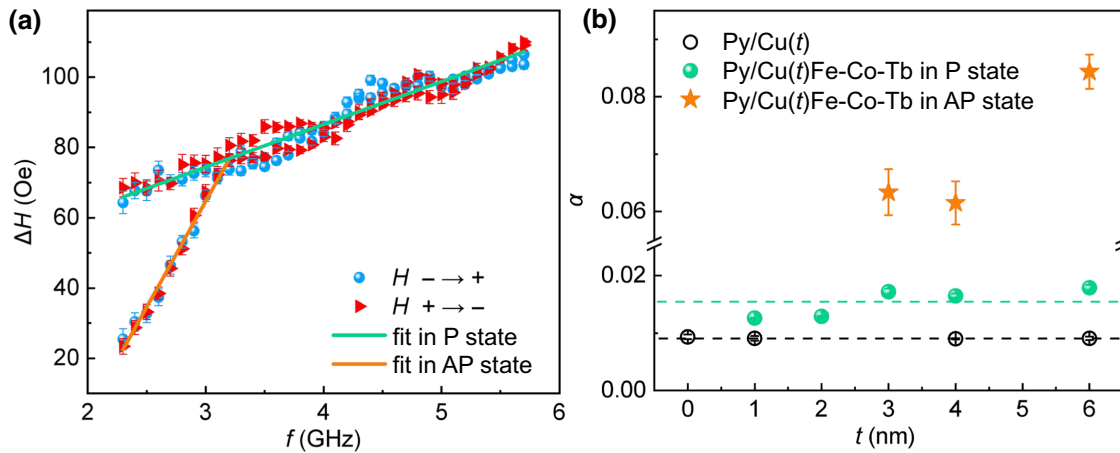 (a)
100
80
60
40
20
ΔH (Oe)
H − → +
H + → −
fit in P state
fit in AP state
2
3
4
5
6
f (GHz)
(b)
Py/Cu(t)
Py/Cu(t)Fe-Co-Tb in P state
Py/Cu(t)Fe-Co-Tb in AP state
0.08
0.06
0.02
0.00
α
0
1
2
3
4
5
6
t (nm)